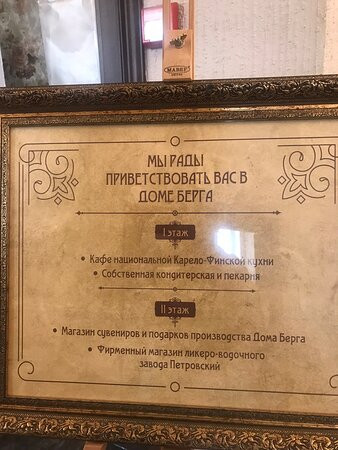 МАВЕР
МЫ РАДЫ
ПРИВЕТСТВОВАТЬ ВАС В
ДОМЕ БЕРГА
I этаж
• Кафе национальной Карело-Финской кухни
• Собственная кондитерская и пекарня
II этаж
• Магазин сувениров и подарков производства Дома Берга
• Фирменный магазин ликеро-водочного
завода Петровский